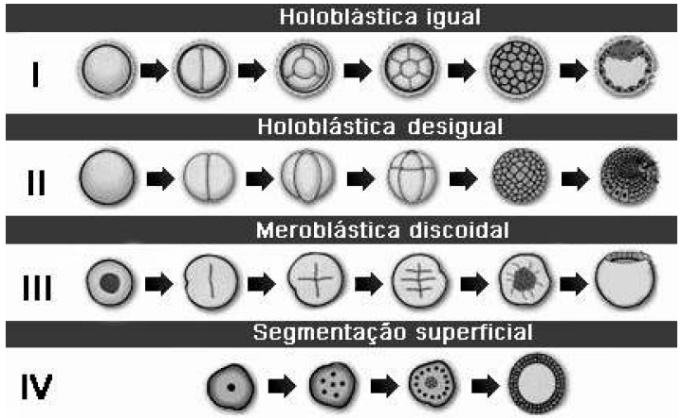 Holoblástica igual
I
Holoblástica desigual
II
Meroblástica discoidal
III
Segmentação superficial
IV